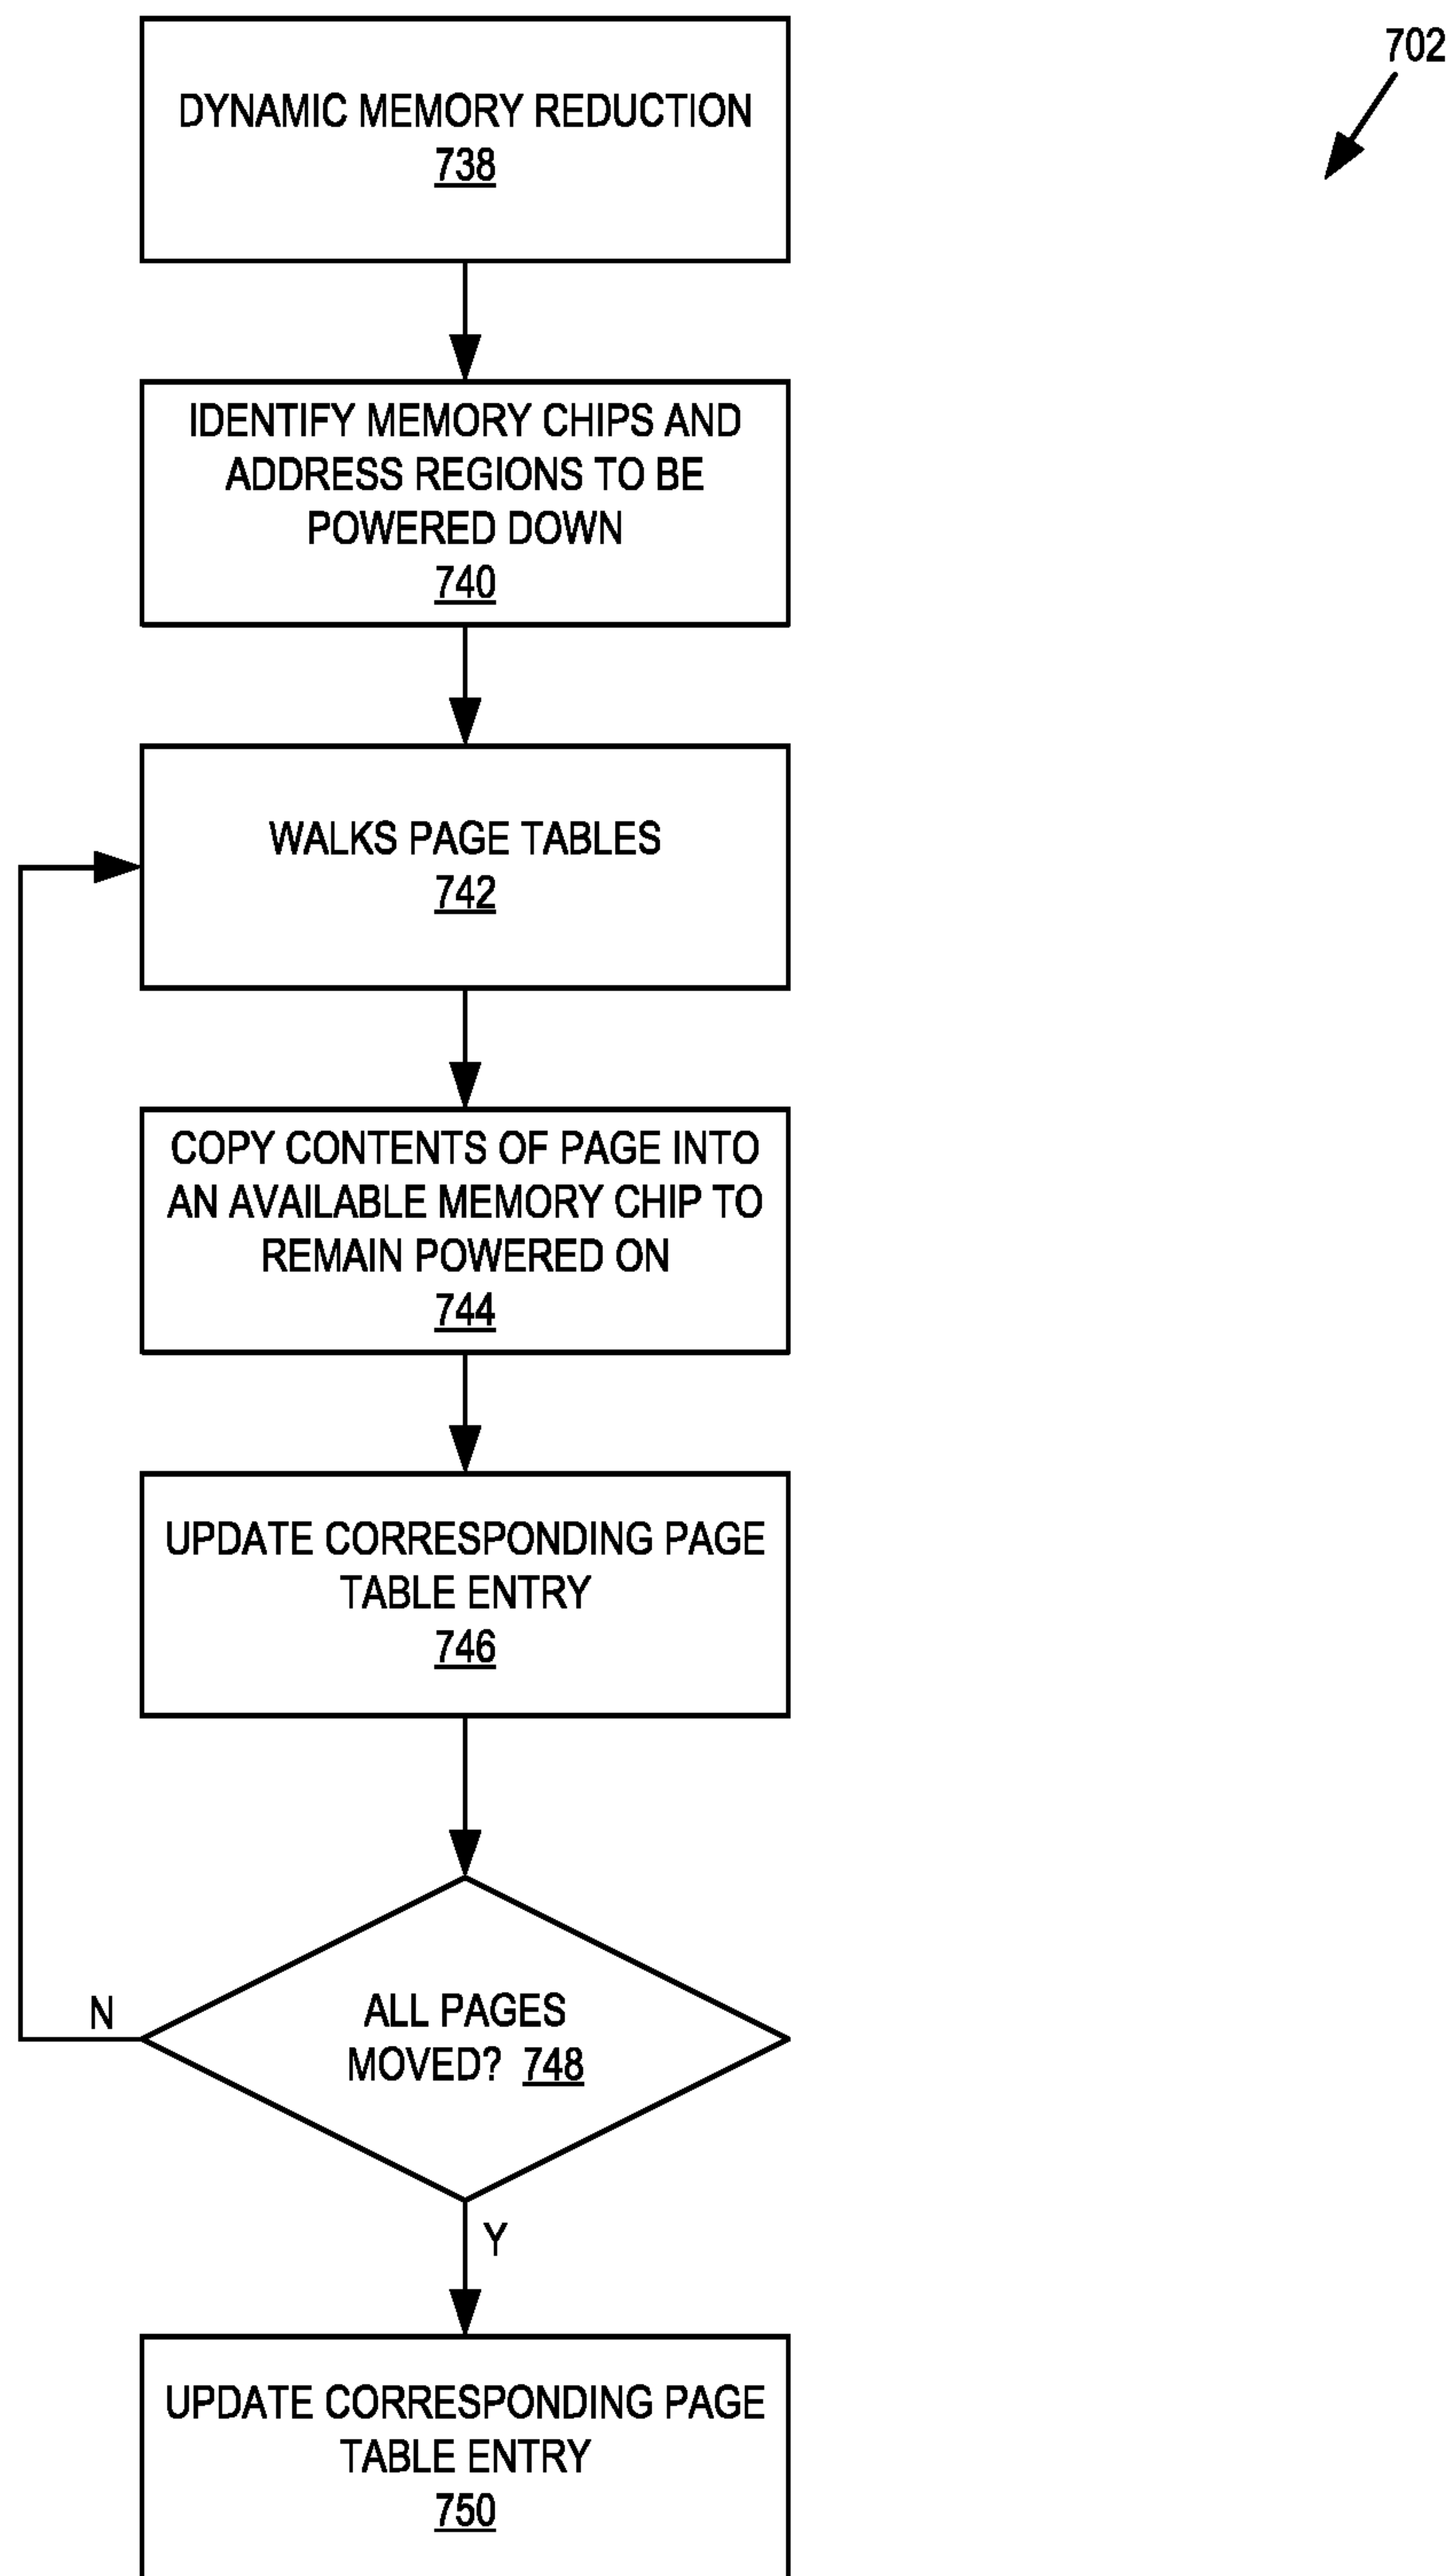 702
DYNAMIC MEMORY REDUCTION
738
IDENTIFY MEMORY CHIPS AND
ADDRESS REGIONS TO BE
POWERED DOWN
740
WALKS PAGE TABLES
742
COPY CONTENTS OF PAGE INTO
AN AVAILABLE MEMORY CHIP TO
REMAIN POWERED ON
744
UPDATE CORRESPONDING PAGE
TABLE ENTRY
746
ALL PAGES
MOVED? 748
N
Y
UPDATE CORRESPONDING PAGE
TABLE ENTRY
750